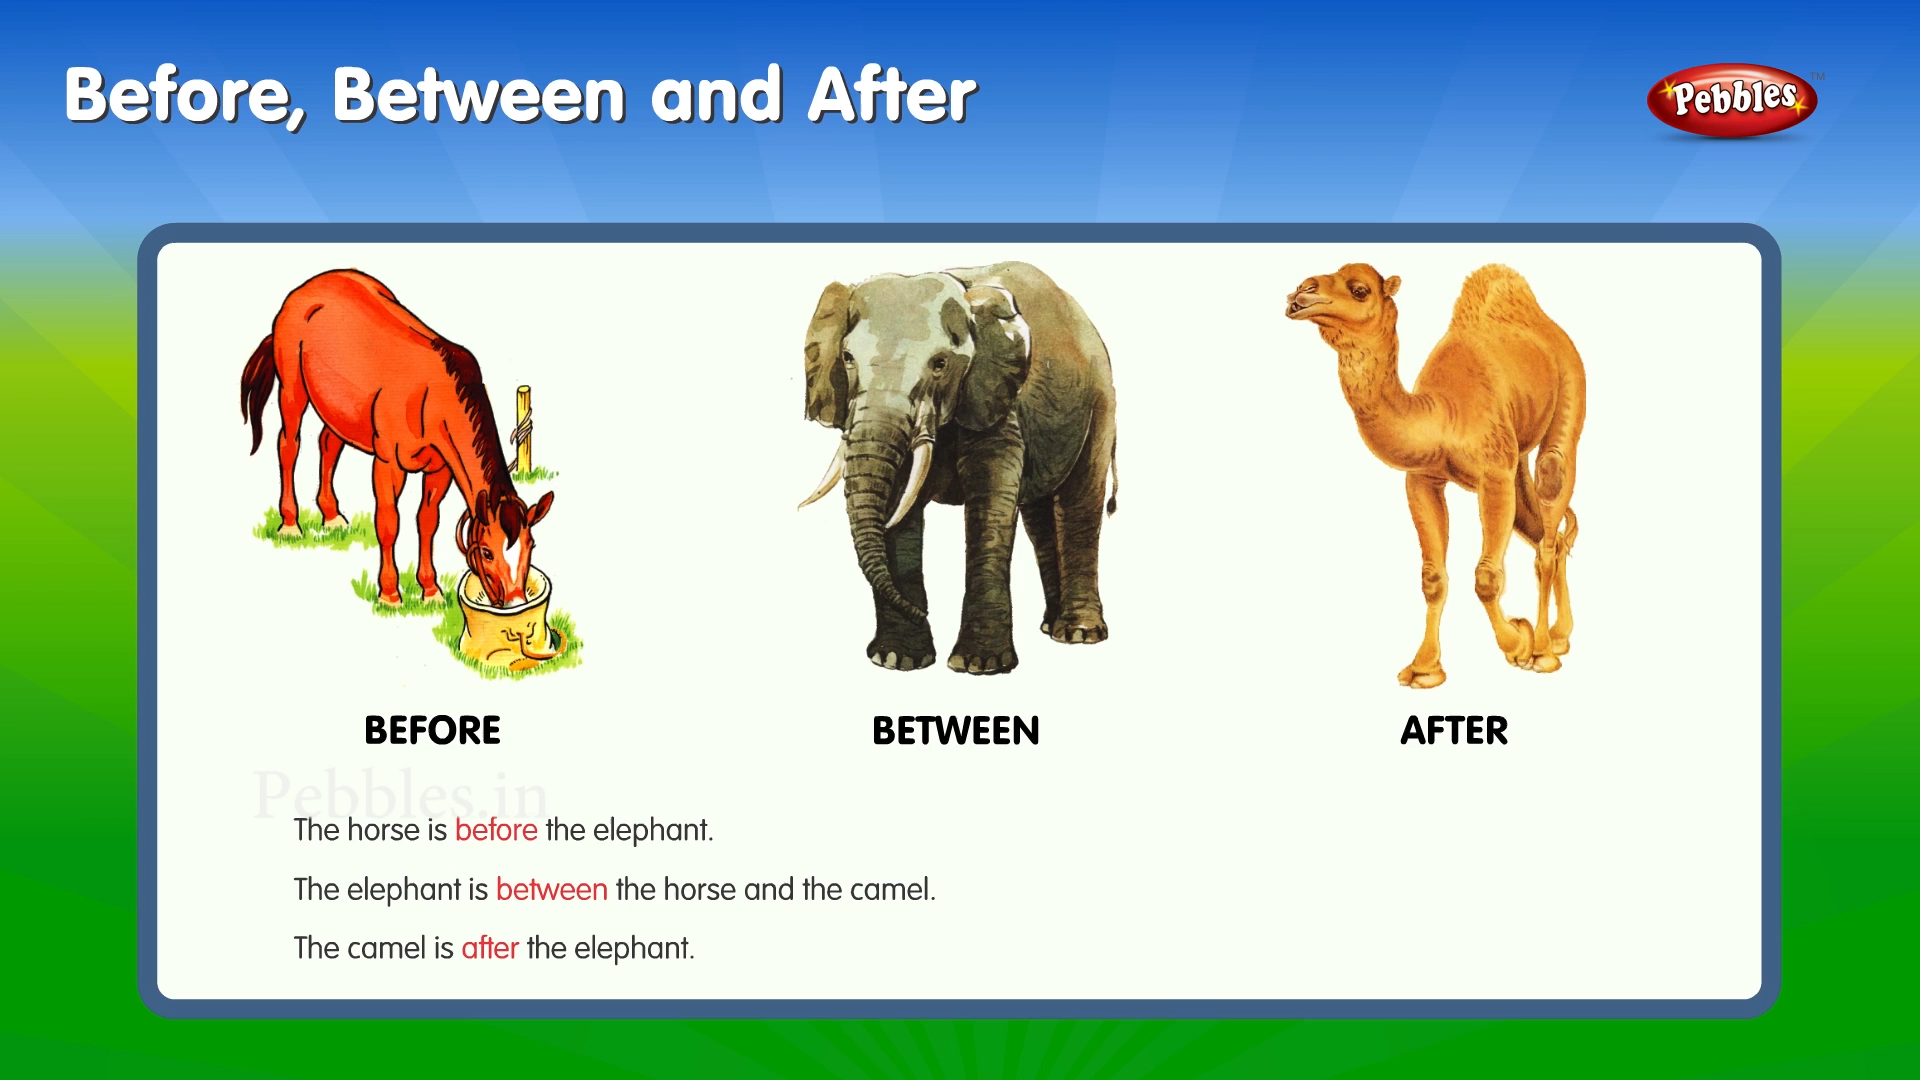 Before, Between and After
Pebbles TM
BEFORE BETWEEN AFTER
Pebbles.in
The horse is before the elephant.
The elephant is between the horse and the camel.
The camel is after the elephant.